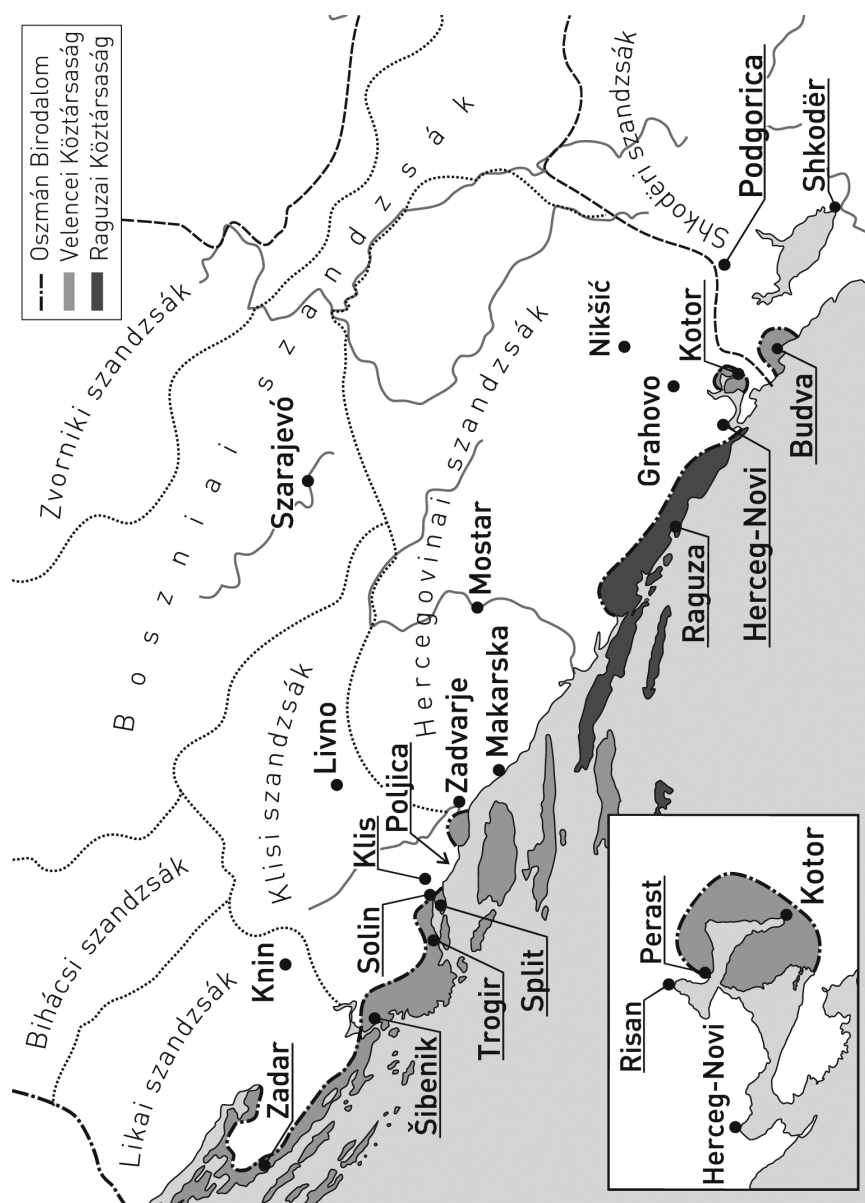 Oszmán Birodalom
Velencei Köztársaság
Raguzai Köztársaság
Zvorniki szandzsák
Boszniai szandzsák
Szarajevó
Bihácsi szandzsák
Likai szandzsák
Klisi szandzsák
Hercegovinai szandzsák
Shkodëri szandzsák
Knin
Livno
Zadar
Šibenik
Trogir
Split
Solin
Klis
Poljica
Zadvarje
Makarska
Mostar
Raguza
Herceg-Novi
Grahovo
Nikšić
Kotor
Budva
Podgorica
Shkodër
Risan
Perast
Herceg-Novi
Kotor